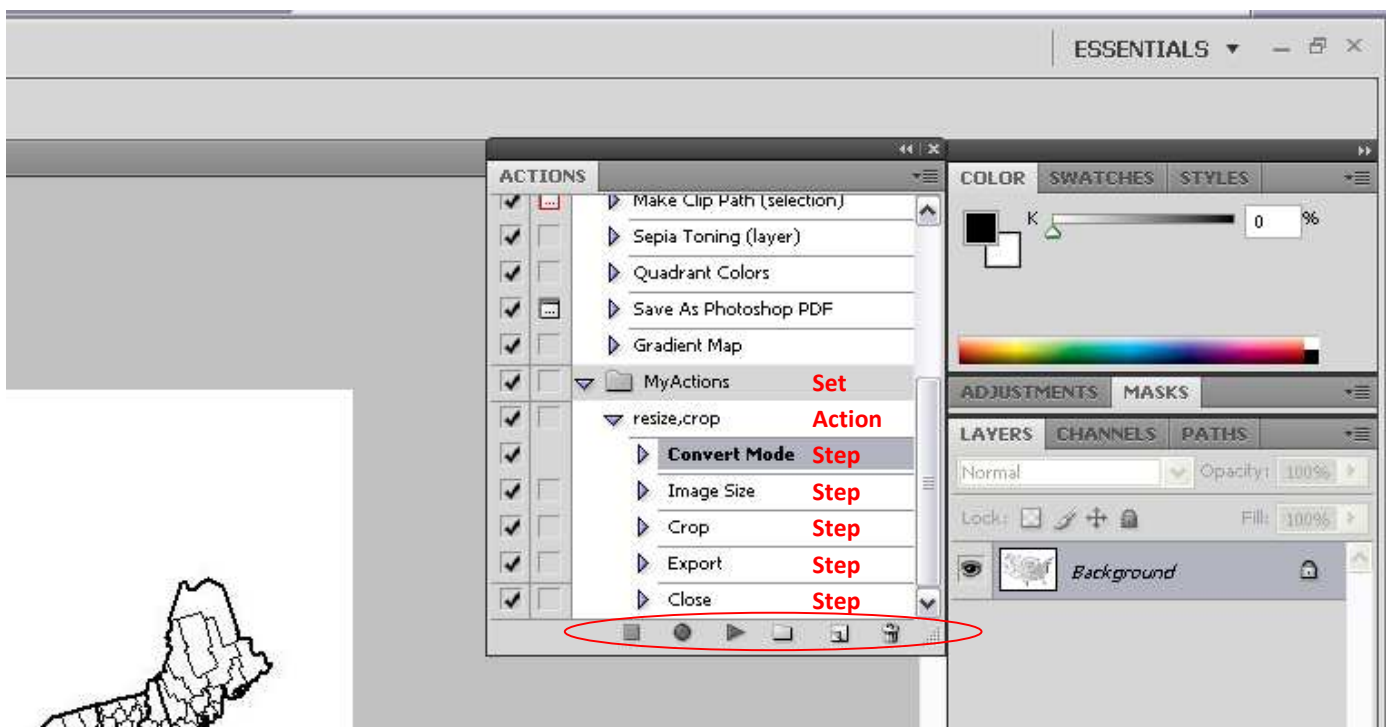 ESSENTIALS
ACTIONS
Make Clip Path (selection)
Sepia Toning (layer)
Quadrant Colors
Save As Photoshop PDF
Gradient Map
MyActions Set
resize,crop Action
Convert Mode Step
Image Size Step
Crop Step
Export Step
Close Step
COLOR SWATCHES STYLES
K 0 %
ADJUSTMENTS MASKS
LAYERS CHANNELS PATHS
Normal Opacity: 100%
Lock: Fill: 100%
Background